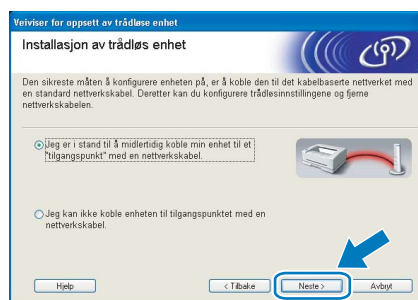 Veiviser for oppsett av trådløse enhet
Installasjon av trådløs enhet
Den sikreste måten å konfigurere enheten på, er å koble den til det kabelbaserte nettverket med
en standard nettverkskabel. Deretter kan du konfigurere trådlesinnstillingene og fjerne
nettverkskabelen.
Jeg er i stand til å midlertidig koble min enhet til et
"tilgangspunkt" med en nettverkskabel.
Jeg kan ikke koble enheten til tilgangspunktet med en
nettverkskabel.
Hjelp
< Tilbake
Neste >
Avbryt